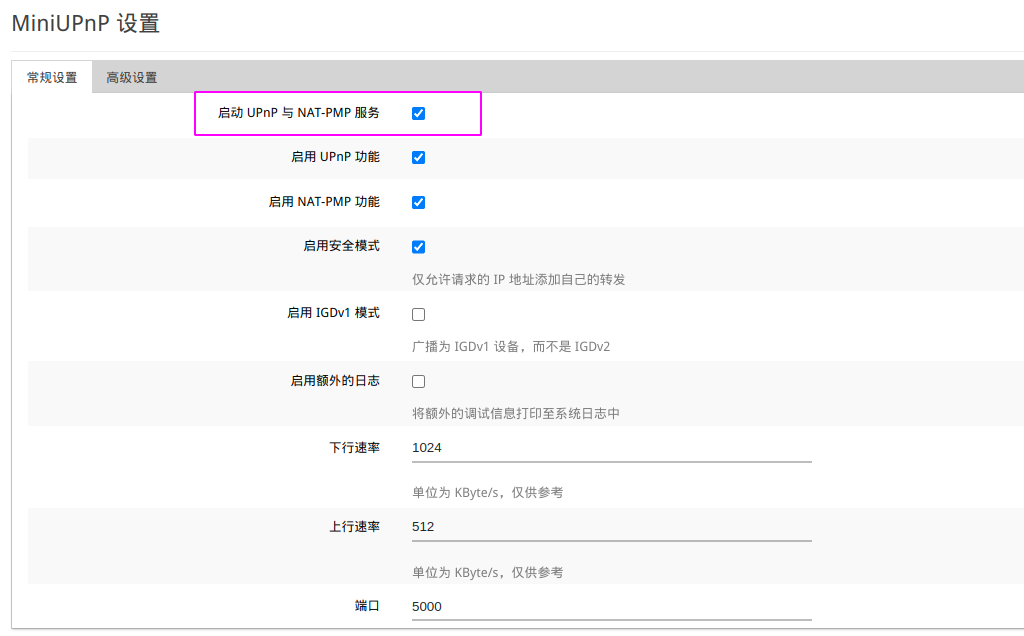 MiniUPnP 设置
常规设置 高级设置
启动 UPnP 与 NAT-PMP 服务
启用 UPnP 功能
启用 NAT-PMP 功能
启用安全模式
仅允许请求的 IP 地址添加自己的转发
启用 IGDv1 模式
广播为 IGDv1 设备，而不是 IGDv2
启用额外的日志
将额外的调试信息打印至系统日志中
下行速率 1024
单位为 KByte/s，仅供参考
上行速率 512
单位为 KByte/s，仅供参考
端口 5000